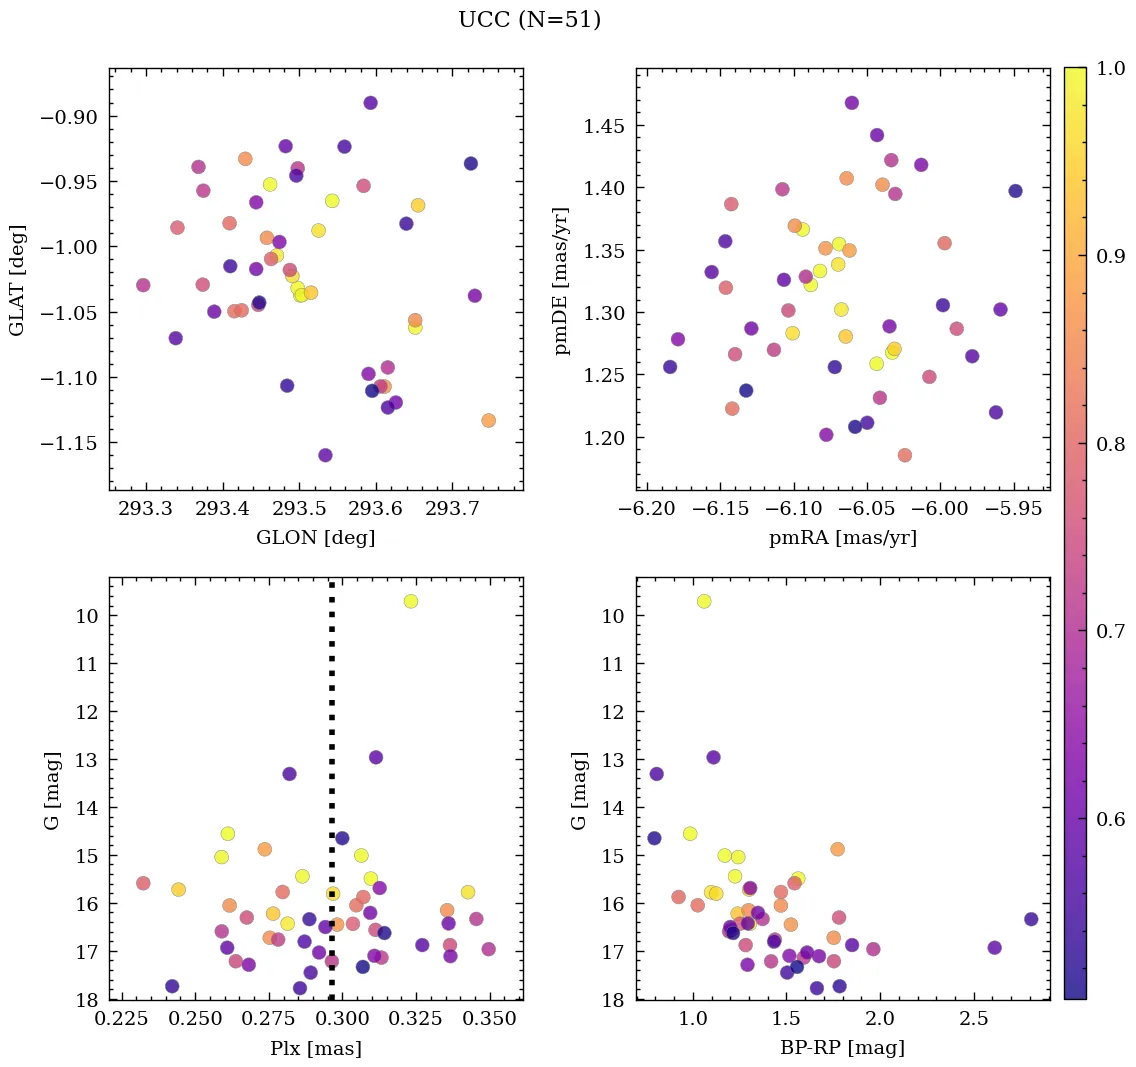 UCC (N=51)
−0.90
−0.95
−1.00
−1.05
−1.10
−1.15
GLAT [deg]
293.3 293.4 293.5 293.6 293.7
GLON [deg]
1.45
1.40
1.35
1.30
1.25
1.20
pmDE [mas/yr]
−6.20 −6.15 −6.10 −6.05 −6.00 −5.95
pmRA [mas/yr]
10
11
12
13
14
15
16
17
18
G [mag]
0.225 0.250 0.275 0.300 0.325 0.350
Plx [mas]
10
11
12
13
14
15
16
17
18
G [mag]
1.0 1.5 2.0 2.5
BP-RP [mag]
1.0
0.9
0.8
0.7
0.6